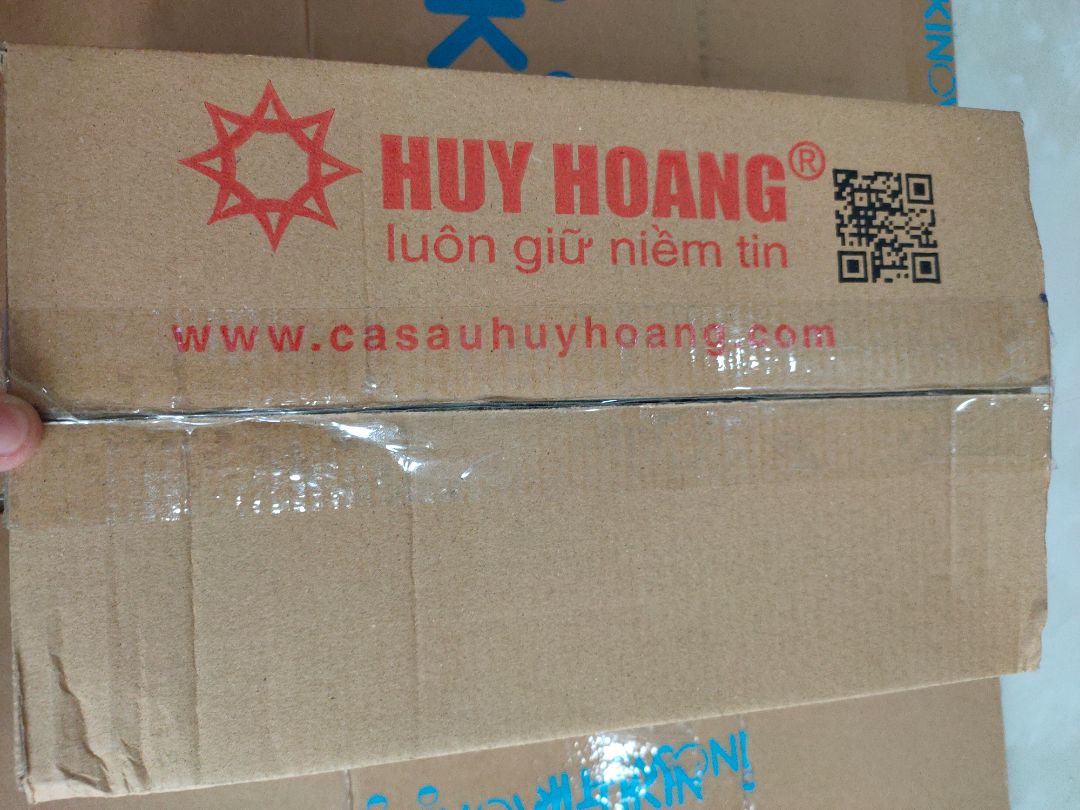 HUY HOANG®
luôn giữ niềm tin
www.casauhuyhoang.com